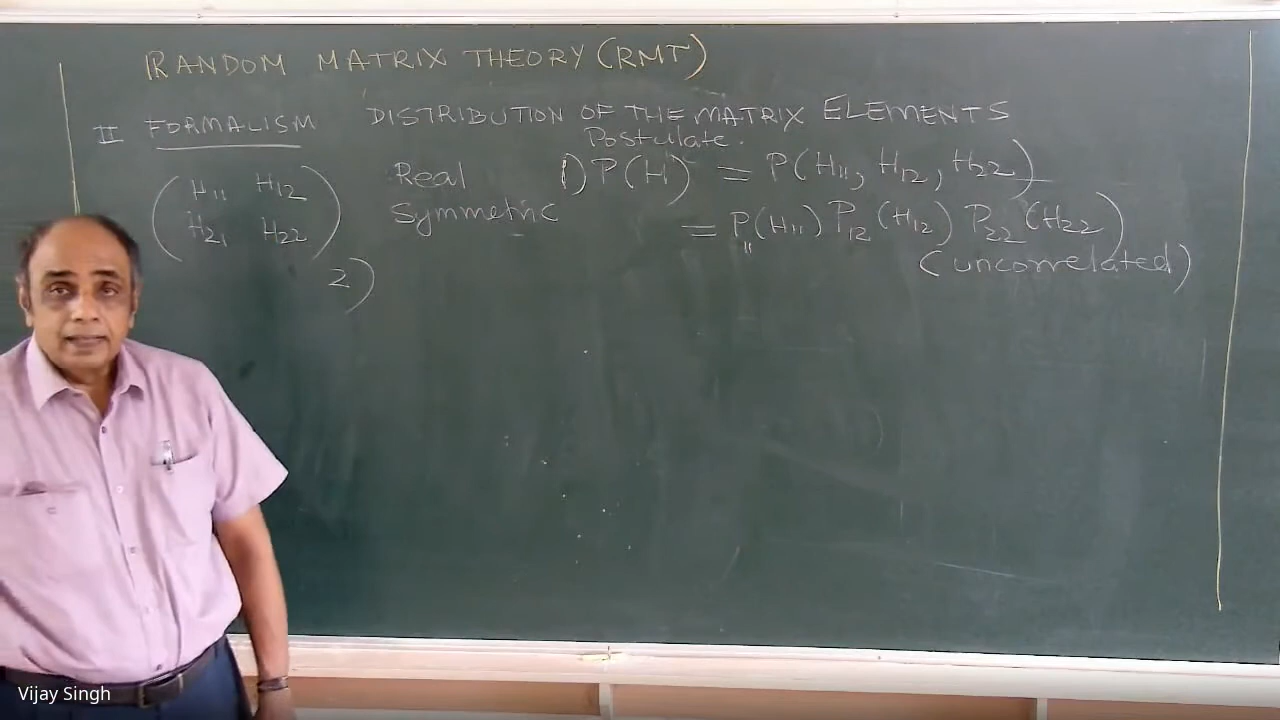 RANDOM MATRIX THEORY (RMT)
II FORMALISM DISTRIBUTION OF THE MATRIX ELEMENTS
Postulate.
(H11 H12 Real 1) P(H) = P(H11, H12, H22)
H21 H22) Symmetric = P11(H11) P12(H12) P22(H22)
(uncorrelated)
2)
Vijay Singh